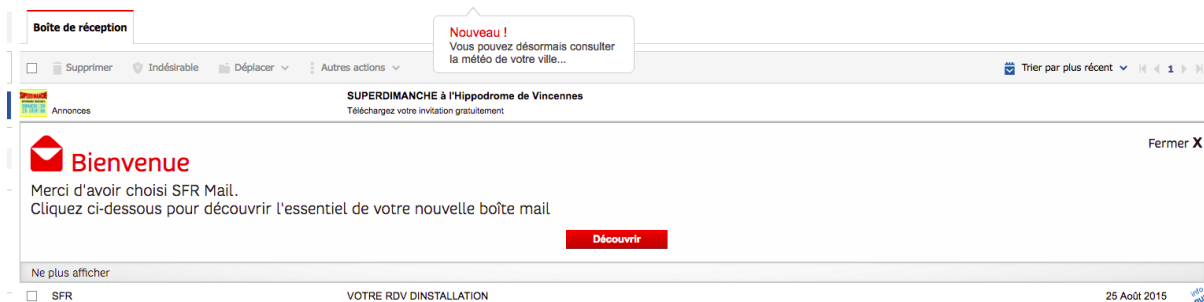 Boîte de réception
Nouveau !
Vous pouvez désormais consulter
la météo de votre ville...
Supprimer Indésirable Déplacer Autres actions Trier par plus récent 1
SUPERDIMANCHE à l'Hippodrome de Vincennes
Annonces Téléchargez votre invitation gratuitement
Fermer X
Bienvenue
Merci d'avoir choisi SFR Mail.
Cliquez ci-dessous pour découvrir l'essentiel de votre nouvelle boîte mail
Découvrir
Ne plus afficher
SFR VOTRE RDV DINSTALLATION 25 Août 2015